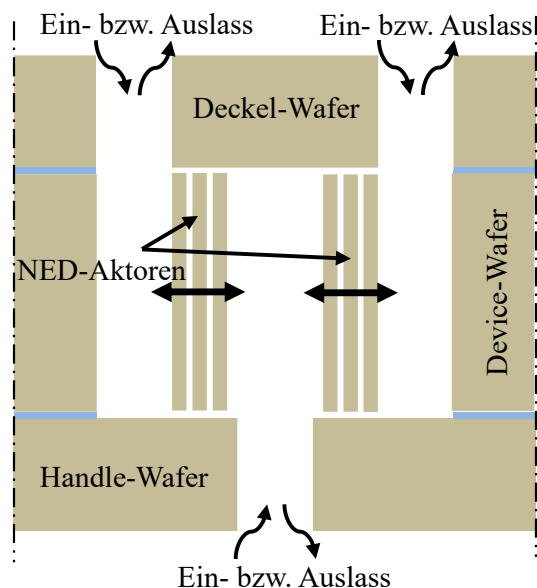 Ein- bzw. Auslass
Ein- bzw. Auslass
Deckel-Wafer
NED-Aktoren
Device-Wafer
Handle-Wafer
Ein- bzw. Auslass